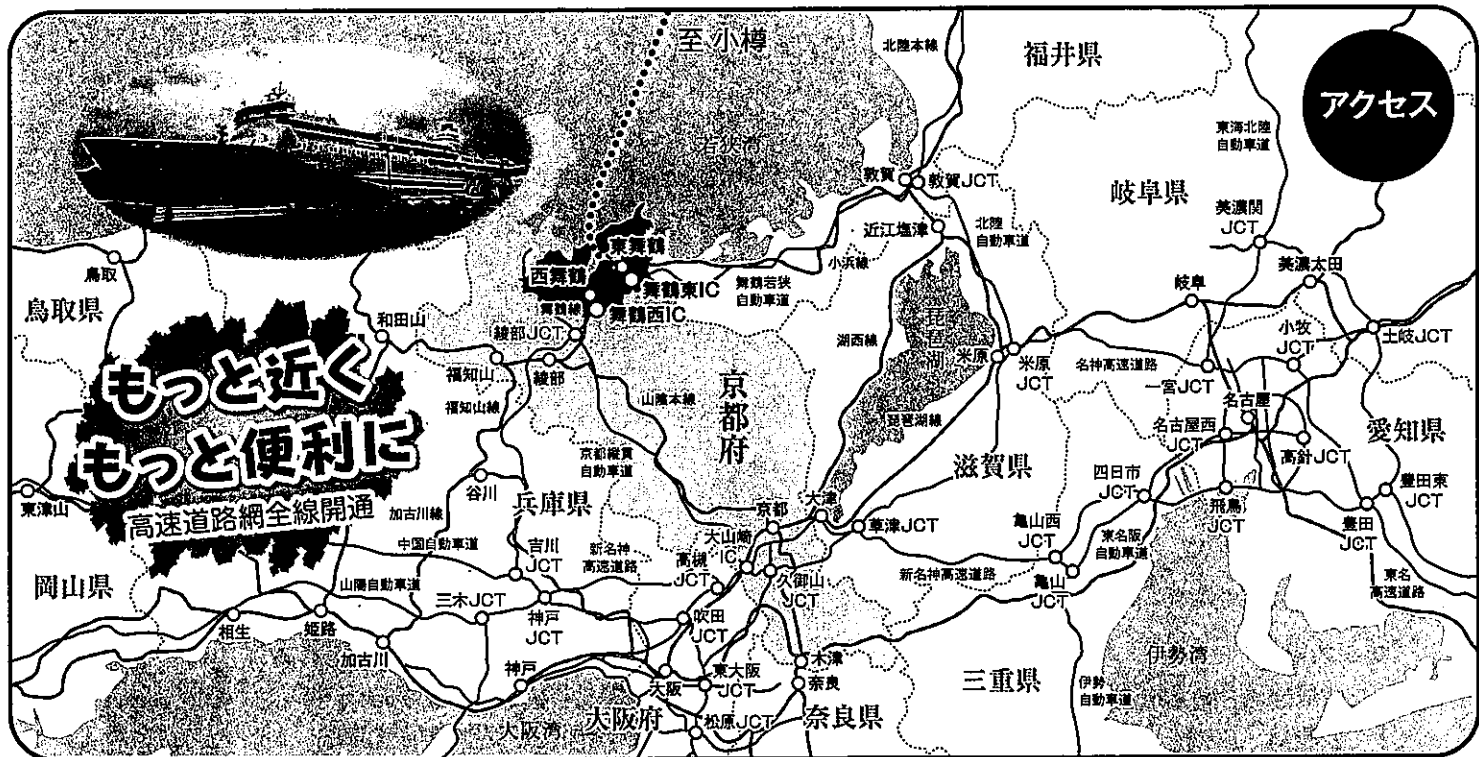 至 小樽
北陸本線
福井県
アクセス
若狭湾
東海北陸
自動車道
敦賀
敦賀JCT
岐阜県
美濃関
JCT
近江塩津
北陸
自動車道
東舞鶴
西舞鶴
小浜線
舞鶴東IC
舞鶴若狭
自動車道
鳥取
美濃太田
岐阜
舞鶴線
舞鶴西IC
鳥取県
和田山
綾部JCT
湖西線
琵琶湖
小牧
JCT
土岐JCT
米原
米原
JCT
名神高速道路
一宮JCT
もっと近く
もっと便利に
高速道路網全線開通
福知山
綾部
京都府
福知山線
山陰本線
琵琶湖線
名古屋
名古屋西
JCT
愛知県
高針JCT
京都縦貫
自動車道
滋賀県
四日市
JCT
谷川
兵庫県
東津山
加古川線
豊田東
JCT
飛島
JCT
豊田
JCT
京都
大津
草津JCT
亀山西
JCT
東名阪
自動車道
大山崎
IC
中国自動車道
吉川
JCT
新名神
高速道路
高槻
JCT
久御山
JCT
新名神高速道路
亀山
JCT
東名
高速道路
岡山県
山陽自動車道
三木JCT
神戸
JCT
吹田
JCT
相生
姫路
加古川
神戸
大阪
東大阪
JCT
木津
奈良
三重県
伊勢湾
伊勢
自動車道
大阪湾
大阪府
松原JCT
奈良県